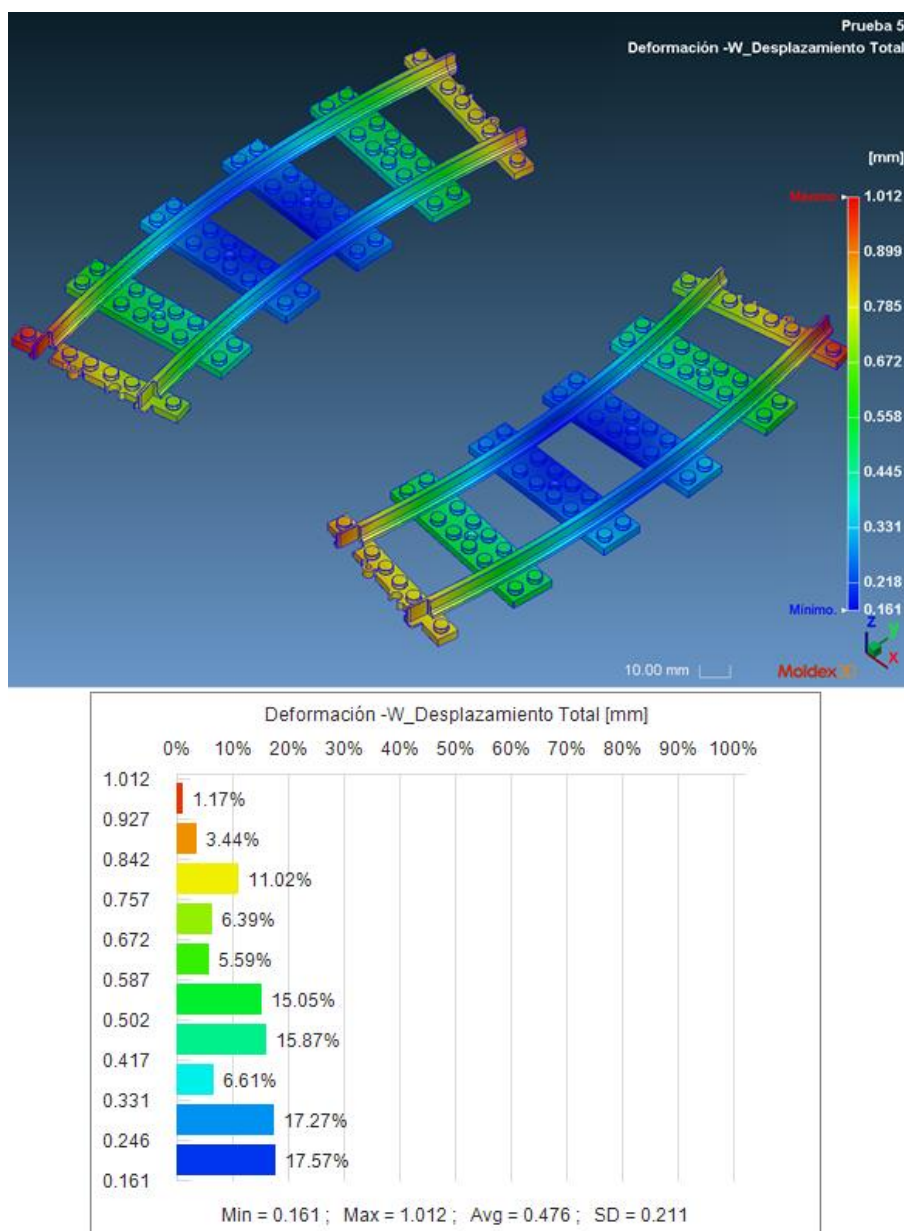 Prueba 5
Deformación -W_Desplazamiento Total
[mm]
Máximo
1.012
0.899
0.785
0.672
0.558
0.445
0.331
0.218
Mínimo.
0.161
z
y
x
10.00 mm
Moldex3D
Deformación -W_Desplazamiento Total [mm]
0% 10% 20% 30% 40% 50% 60% 70% 80% 90% 100%
1.012
1.17%
0.927
3.44%
0.842
11.02%
0.757
6.39%
0.672
5.59%
0.587
15.05%
0.502
15.87%
0.417
6.61%
0.331
17.27%
0.246
17.57%
0.161
Min = 0.161 ; Max = 1.012 ; Avg = 0.476 ; SD = 0.211